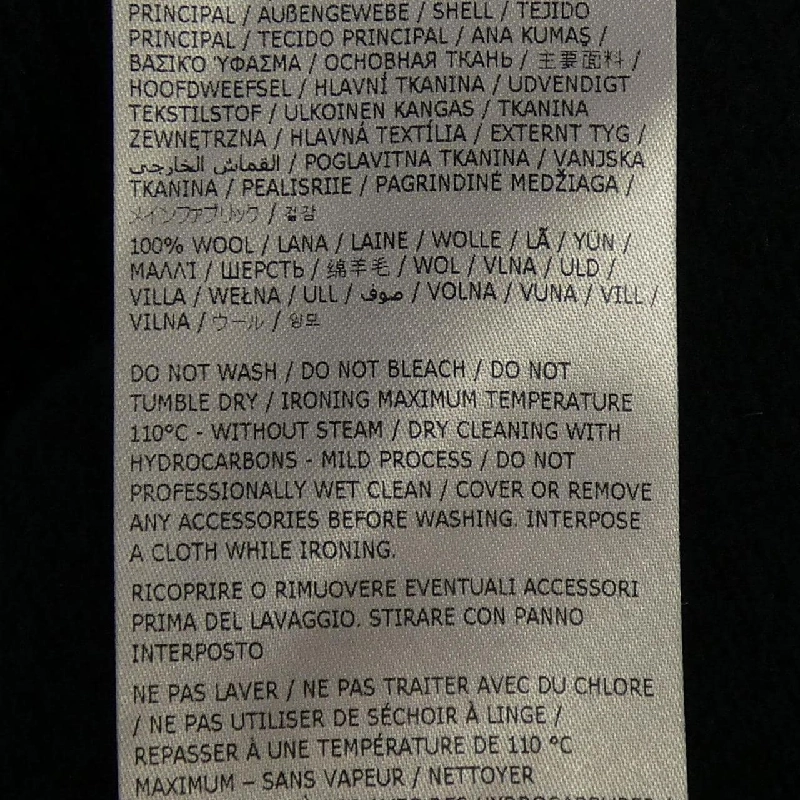 PRINCIPAL / AUßENGEWEBE / SHELL / TEJIDO
PRINCIPAL / TECIDO PRINCIPAL / ANA KUMAŞ /
ΒΑΣΙΚΌ ΎΦΑΣΜΑ / ОСНОВНАЯ ТКАНЬ / 主要面料 /
HOOFDWEEFSEL / HLAVNÍ TKANINA / UDVENDIGT
TEKSTILSTOF / ULKOINEN KANGAS / TKANINA
ZEWNĘTRZNA / HLAVNÁ TEXTÍLIA / EXTERNT TYG /
القماش الخارجي / POGLAVITNA TKANINA / VANJSKA
TKANINA / PEALISRIIE / PAGRINDINĖ MEDŽIAGA /
メインファブリック / 겉감
100% WOOL / LANA / LAINE / WOLLE / LÃ / YÜN /
ΜΑΛΛΊ / ШЕРСТЬ / 绵羊毛 / WOL / VLNA / ULD /
VILLA / WEŁNA / ULL / صوف / VOLNA / VUNA / VILL /
VILNA / ウール / 양모
DO NOT WASH / DO NOT BLEACH / DO NOT
TUMBLE DRY / IRONING MAXIMUM TEMPERATURE
110°C - WITHOUT STEAM / DRY CLEANING WITH
HYDROCARBONS - MILD PROCESS / DO NOT
PROFESSIONALLY WET CLEAN / COVER OR REMOVE
ANY ACCESSORIES BEFORE WASHING. INTERPOSE
A CLOTH WHILE IRONING.
RICOPRIRE O RIMUOVERE EVENTUALI ACCESSORI
PRIMA DEL LAVAGGIO. STIRARE CON PANNO
INTERPOSTO
NE PAS LAVER / NE PAS TRAITER AVEC DU CHLORE
/ NE PAS UTILISER DE SÉCHOIR À LINGE /
REPASSER À UNE TEMPÉRATURE DE 110 °C
MAXIMUM – SANS VAPEUR / NETTOYER